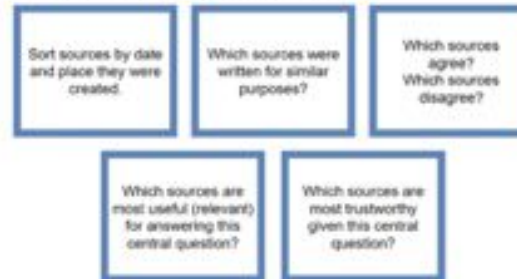 Sort sources by date
and place they were
created.
Which sources were
written for similar
purposes?
Which sources
agree?
Which sources
disagree?
Which sources are
most useful (relevant)
for answering this
central question?
Which sources are
most trustworthy
given this central
question?